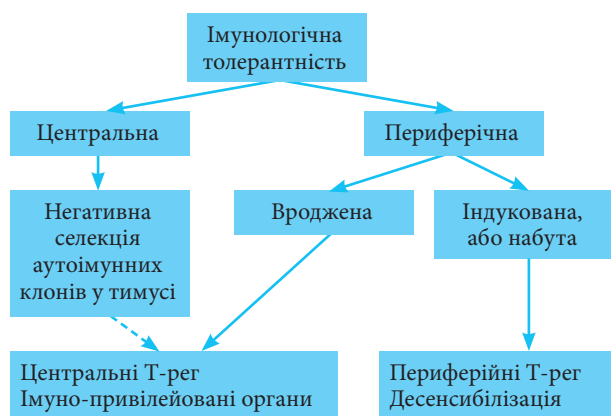 Імунологічна
толерантність
Центральна
Периферічна
Негативна
селекція
аутоімунних
клонів у тимусі
Вроджена
Індукована,
або набута
Центральні Т-рег
Імуно-привілейовані органи
Периферійні Т-рег
Десенсибілізація